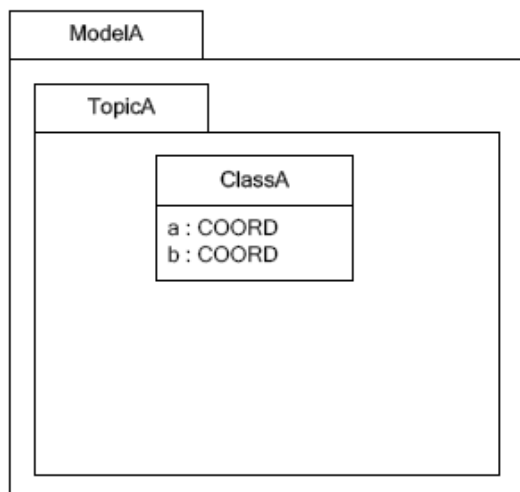 ModelA
TopicA
ClassA
a : COORD
b : COORD